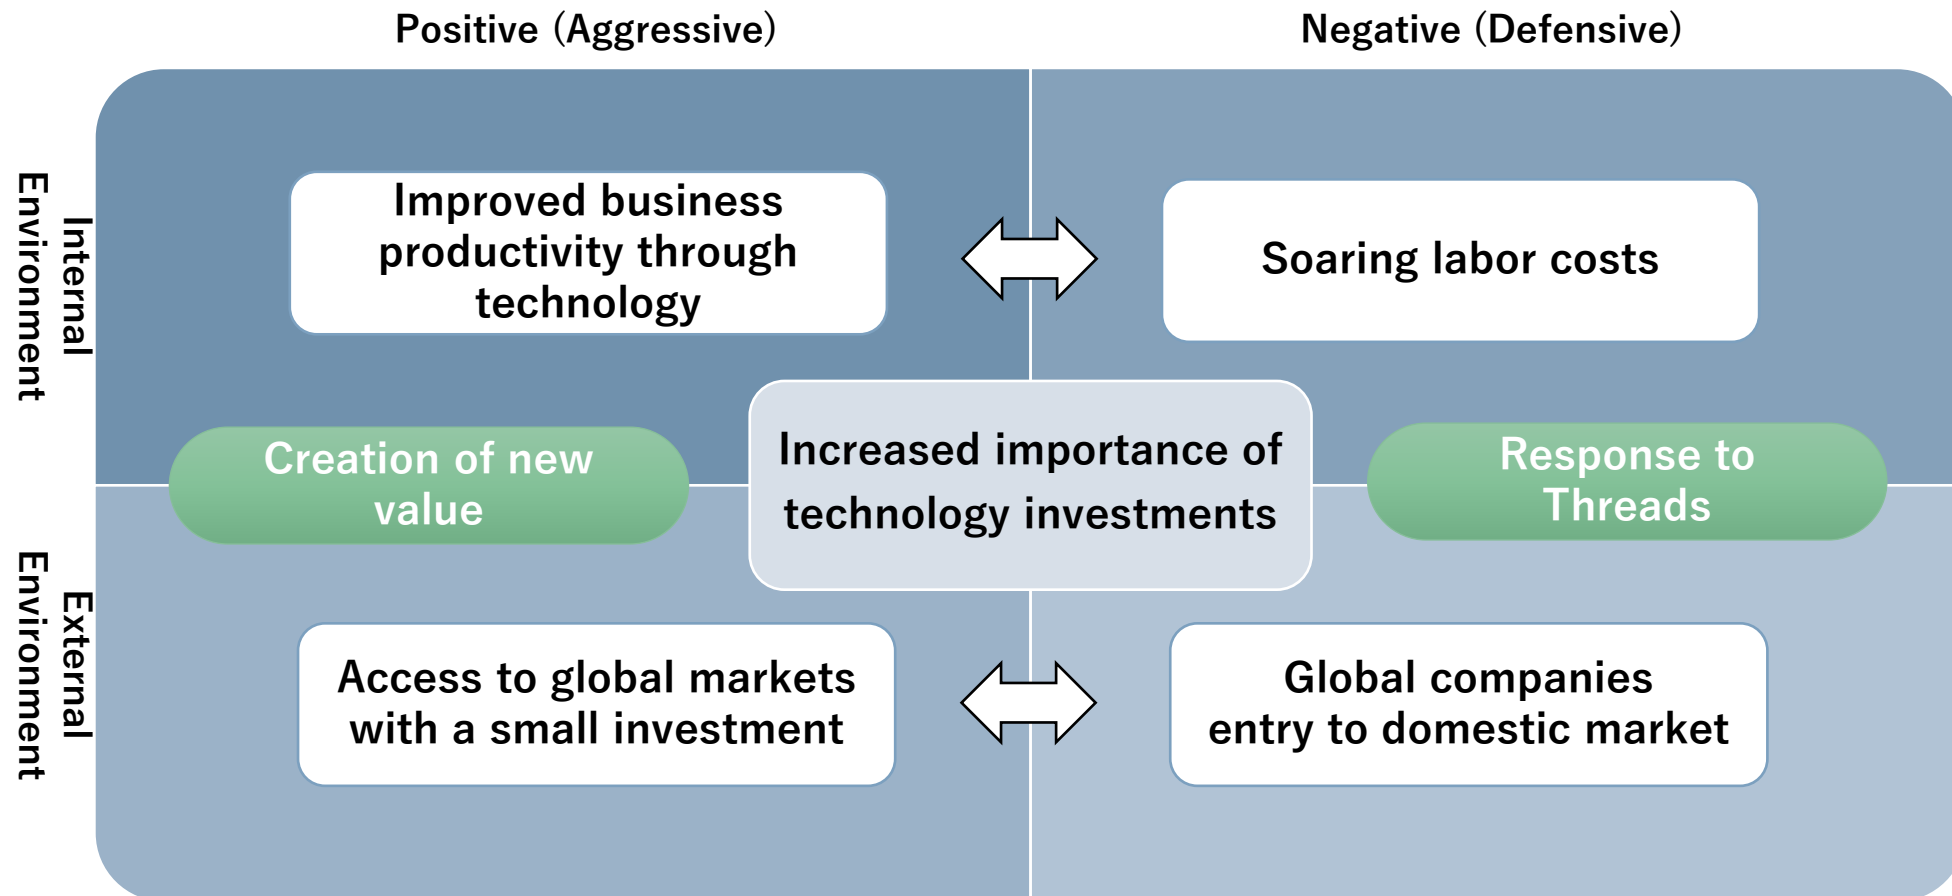 Positive (Aggressive)
Negative (Defensive)
Internal
Environment
Improved business
productivity through
technology
Soaring labor costs
Creation of new
value
Increased importance of
technology investments
Response to
Threads
External
Environment
Access to global markets
with a small investment
Global companies
entry to domestic market